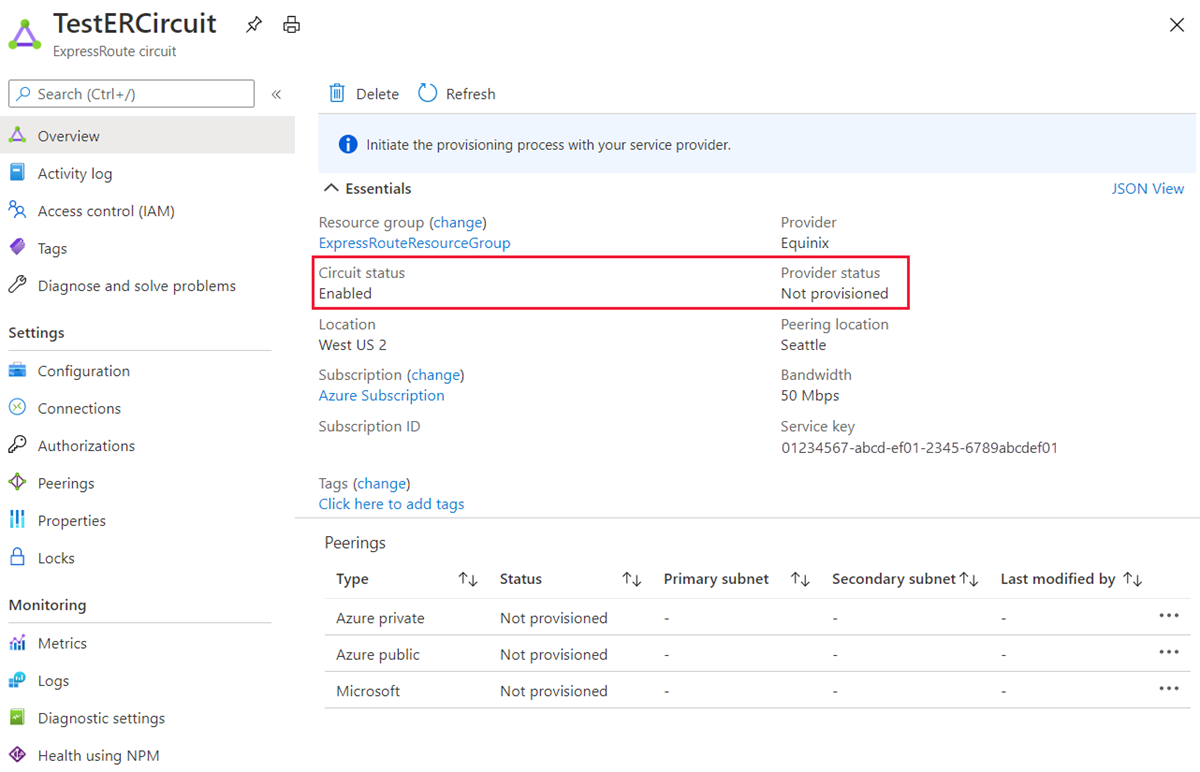 TestERCircuit
ExpressRoute circuit
Search (Ctrl+/)
«
Overview
Activity log
Access control (IAM)
Tags
Diagnose and solve problems
Settings
Configuration
Connections
Authorizations
Peerings
Properties
Locks
Monitoring
Metrics
Logs
Diagnostic settings
Health using NPM
Delete Refresh
Initiate the provisioning process with your service provider.
Essentials JSON View
Resource group (change) Provider
ExpressRouteResourceGroup Equinix
Circuit status Provider status
Enabled Not provisioned
Location Peering location
West US 2 Seattle
Subscription (change) Bandwidth
Azure Subscription 50 Mbps
Subscription ID Service key
01234567-abcd-ef01-2345-6789abcdef01
Tags (change)
Click here to add tags
Peerings
Type ↑↓ Status ↑↓ Primary subnet ↑↓ Secondary subnet ↑↓ Last modified by ↑↓
Azure private Not provisioned - - - ...
Azure public Not provisioned - - - ...
Microsoft Not provisioned - - - ...